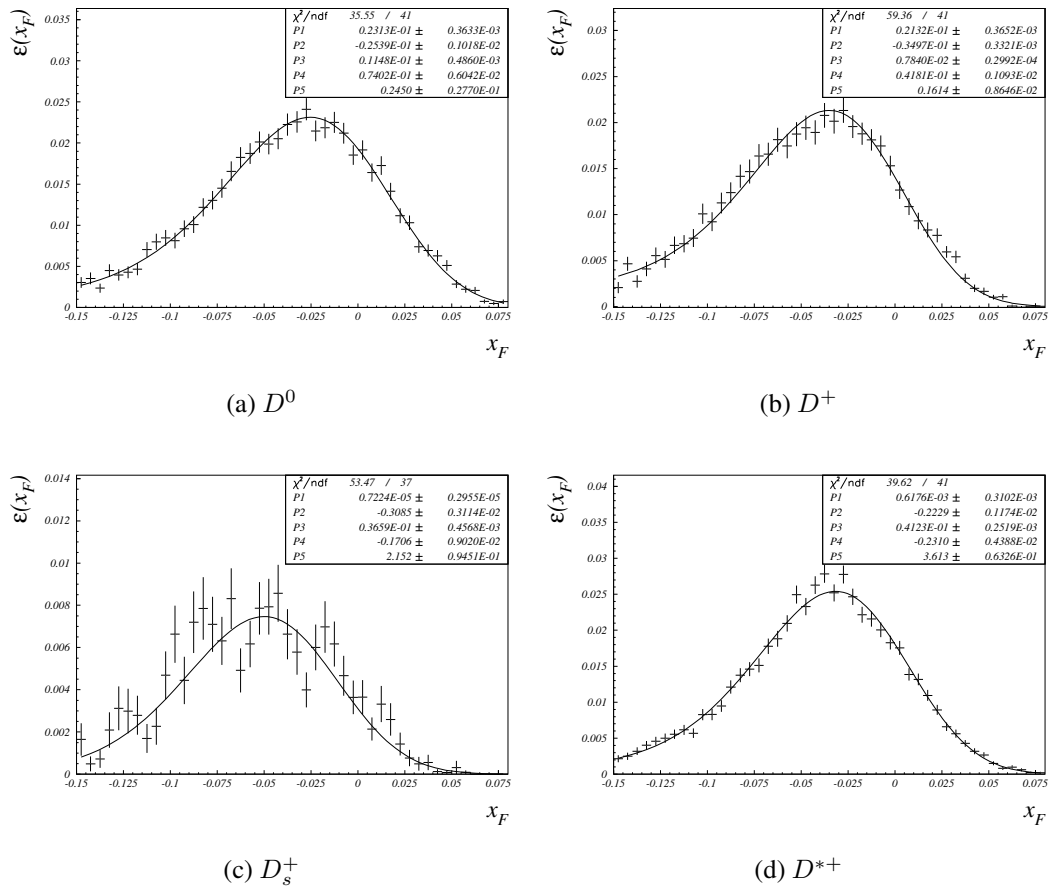 ε(x_F)
χ²/ndf 35.55 / 41
P1 0.2313E-01 ± 0.3633E-03
P2 -0.2539E-01 ± 0.1018E-02
P3 0.1148E-01 ± 0.4860E-03
P4 0.7402E-01 ± 0.6042E-02
P5 0.2450 ± 0.2770E-01
0.035
0.03
0.025
0.02
0.015
0.01
0.005
0
-0.15 -0.125 -0.1 -0.075 -0.05 -0.025 0 0.025 0.05 0.075
x_F
(a) D⁰
ε(x_F)
χ²/ndf 59.36 / 41
P1 0.2132E-01 ± 0.3652E-03
P2 -0.3497E-01 ± 0.3321E-03
P3 0.7840E-02 ± 0.2992E-04
P4 0.4181E-01 ± 0.1093E-02
P5 0.1614 ± 0.8646E-02
0.03
0.025
0.02
0.015
0.01
0.005
0
-0.15 -0.125 -0.1 -0.075 -0.05 -0.025 0 0.025 0.05 0.075
x_F
(b) D⁺
ε(x_F)
χ²/ndf 53.47 / 37
P1 0.7224E-05 ± 0.2955E-05
P2 -0.3085 ± 0.3114E-02
P3 0.3659E-01 ± 0.4568E-03
P4 -0.1706 ± 0.9020E-02
P5 2.152 ± 0.9451E-01
0.014
0.012
0.01
0.008
0.006
0.004
0.002
0
-0.15 -0.125 -0.1 -0.075 -0.05 -0.025 0 0.025 0.05 0.075
x_F
(c) D_s⁺
ε(x_F)
χ²/ndf 39.62 / 41
P1 0.6176E-03 ± 0.3102E-03
P2 -0.2229 ± 0.1174E-02
P3 0.4123E-01 ± 0.2519E-03
P4 -0.2310 ± 0.4388E-02
P5 3.613 ± 0.6326E-01
0.04
0.035
0.03
0.025
0.02
0.015
0.01
0.005
0
-0.15 -0.125 -0.1 -0.075 -0.05 -0.025 0 0.025 0.05 0.075
x_F
(d) D*⁺